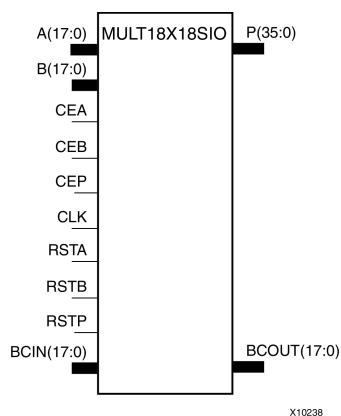 A(17:0) MULT18X18SIO P(35:0)
B(17:0)
CEA
CEB
CEP
CLK
RSTA
RSTB
RSTP
BCIN(17:0) BCOUT(17:0)
X10238